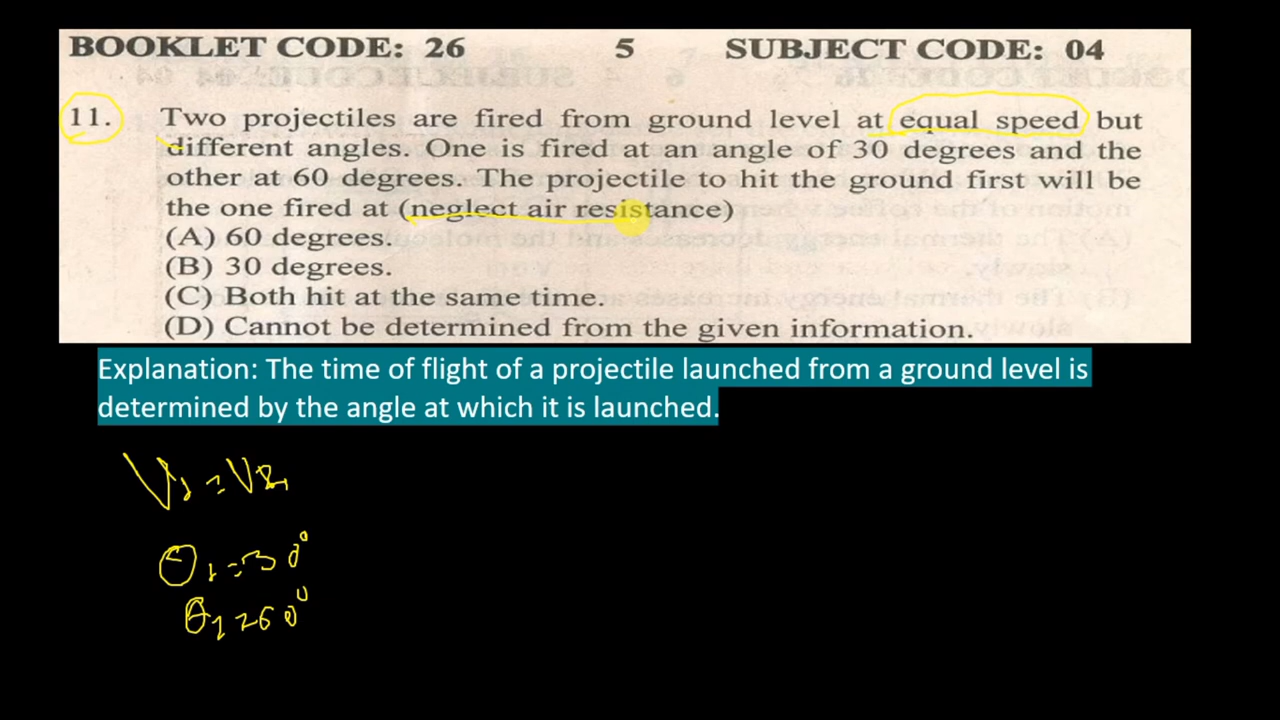 BOOKLET CODE: 26 5 SUBJECT CODE: 04
11. Two projectiles are fired from ground level at equal speed but
different angles. One is fired at an angle of 30 degrees and the
other at 60 degrees. The projectile to hit the ground first will be
the one fired at (neglect air resistance)
(A) 60 degrees.
(B) 30 degrees.
(C) Both hit at the same time.
(D) Cannot be determined from the given information.
Explanation: The time of flight of a projectile launched from a ground level is
determined by the angle at which it is launched.
V1 = V2,
θ1 = 30°
θ2 = 60°